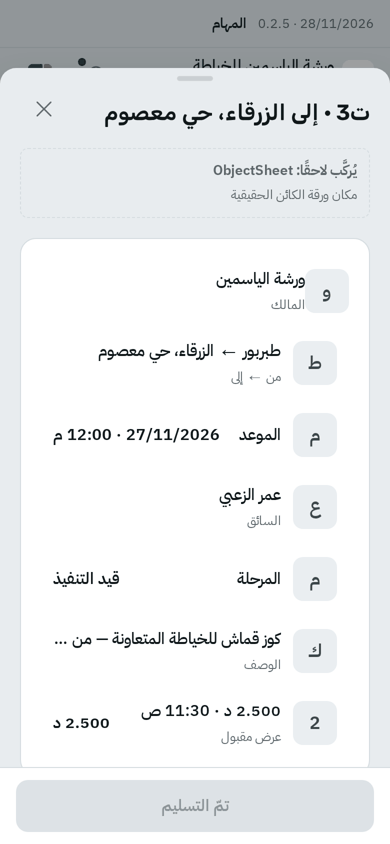 المهام 0.2.5 · 28/11/2026
ورشة الياسمين للخياطة
ت3 • إلى الزرقاء، حي معصوم
يُركَّب لاحقًا: ObjectSheet
مكان ورقة الكائن الحقيقية
و
ورشة الياسمين
المالك
ط
طبربور ← الزرقاء، حي معصوم
من ← إلى
م
الموعد 27/11/2026 · 12:00 م
ع
عمر الزعبي
السائق
م
المرحلة قيد التنفيذ
ك
كوز قماش للخياطة المتعاونة — من ...
الوصف
2
2.500 د · 11:30 ص 2.500 د
عرض مقبول
تمّ التسليم